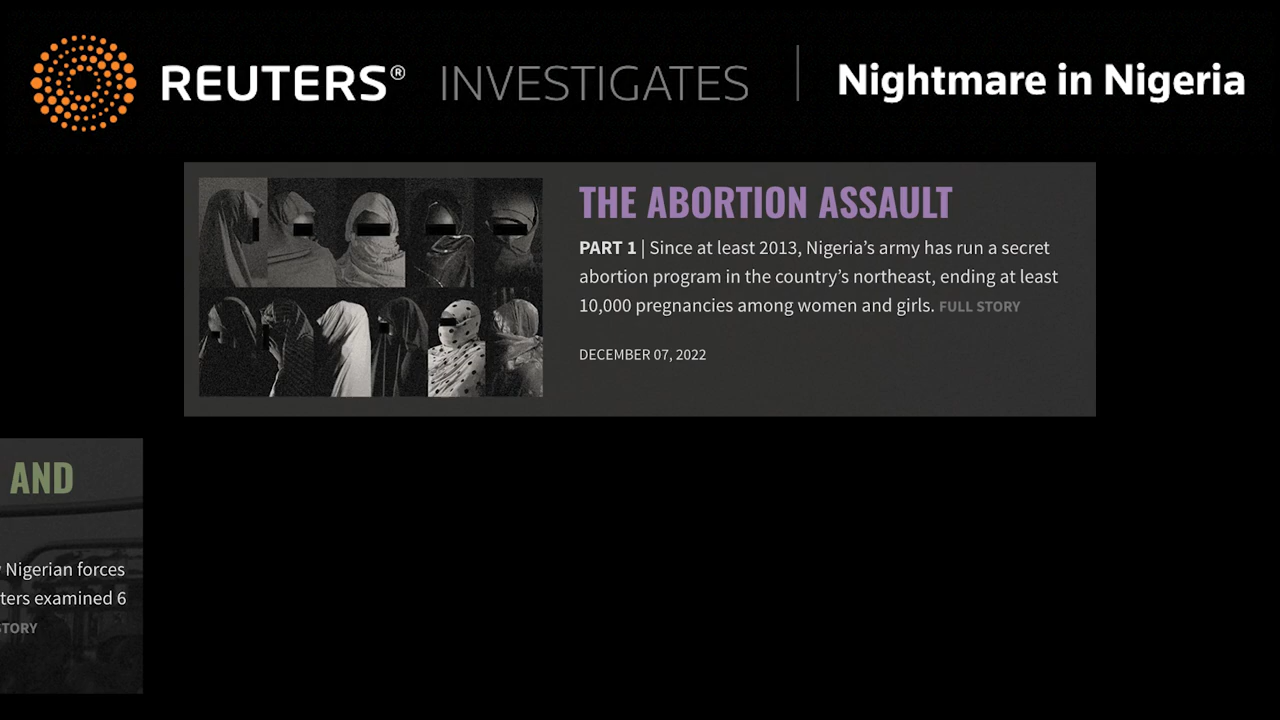 REUTERS® INVESTIGATES | Nightmare in Nigeria
THE ABORTION ASSAULT
PART 1 | Since at least 2013, Nigeria’s army has run a secret
abortion program in the country’s northeast, ending at least
10,000 pregnancies among women and girls. FULL STORY
DECEMBER 07, 2022
AND
Nigerian forces
ters examined 6
STORY